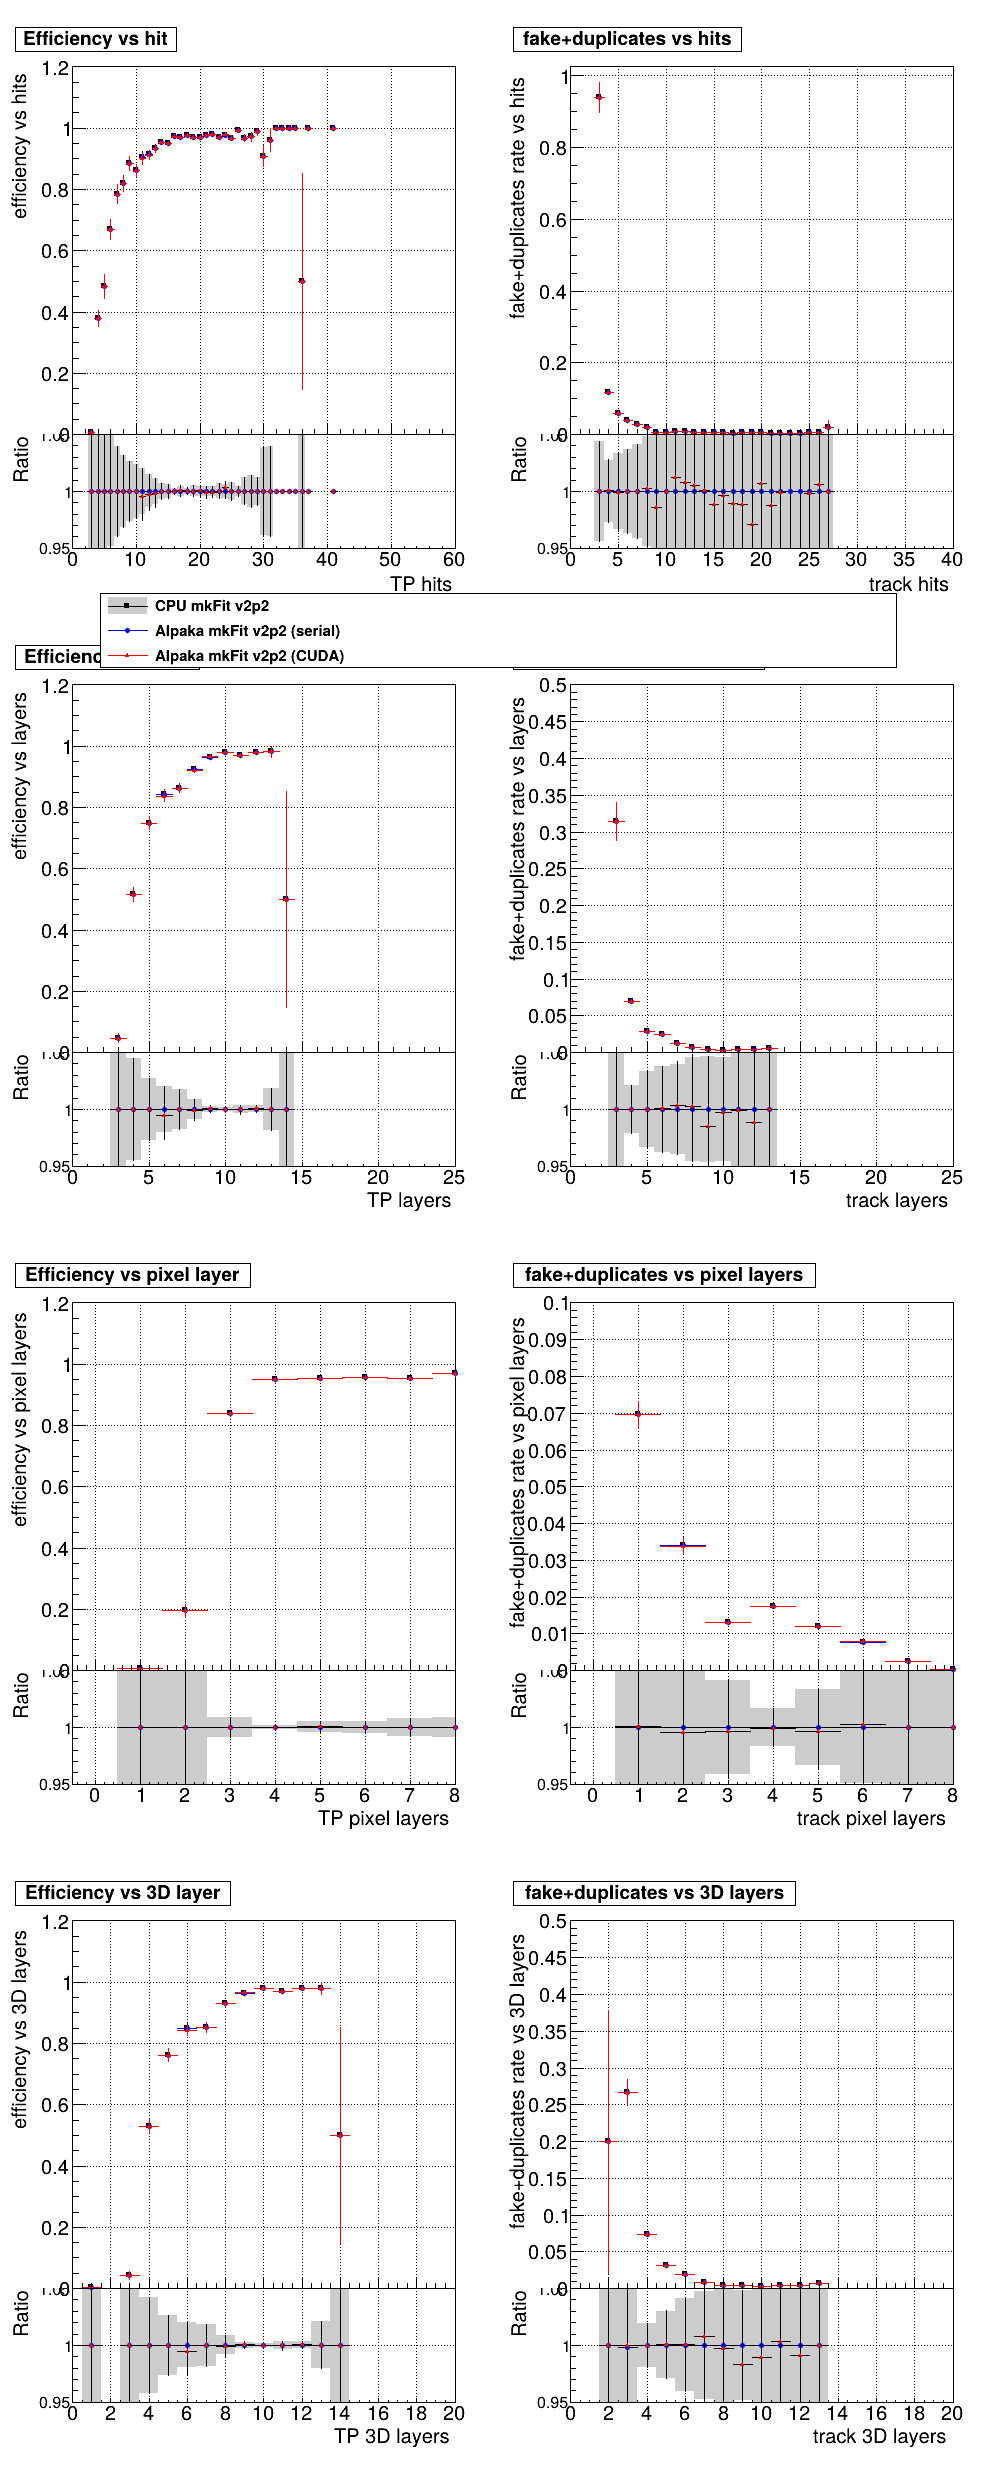 Efficiency vs hit
fake+duplicates vs hits
efficiency vs hits
1.2
1
0.8
0.6
0.4
0.2
0
Ratio
1
0.95
0 10 20 30 40 50 60
TP hits
fake+duplicates rate vs hits
1
0.8
0.6
0.4
0.2
0
Ratio
1
0.95
0 5 10 15 20 25 30 35 40
track hits
CPU mkFit v2p2
Alpaka mkFit v2p2 (serial)
Alpaka mkFit v2p2 (CUDA)
Efficienc
efficiency vs layers
1.2
1
0.8
0.6
0.4
0.2
0
Ratio
1
0.95
0 5 10 15 20 25
TP layers
fake+duplicates rate vs layers
0.5
0.45
0.4
0.35
0.3
0.25
0.2
0.15
0.1
0.05
0
Ratio
1
0.95
0 5 10 15 20 25
track layers
Efficiency vs pixel layer
fake+duplicates vs pixel layers
efficiency vs pixel layers
1.2
1
0.8
0.6
0.4
0.2
0
Ratio
1
0.95
0 1 2 3 4 5 6 7 8
TP pixel layers
fake+duplicates rate vs pixel layers
0.1
0.09
0.08
0.07
0.06
0.05
0.04
0.03
0.02
0.01
0
Ratio
1
0.95
0 1 2 3 4 5 6 7 8
track pixel layers
Efficiency vs 3D layer
fake+duplicates vs 3D layers
efficiency vs 3D layers
1.2
1
0.8
0.6
0.4
0.2
0
Ratio
1
0.95
0 2 4 6 8 10 12 14 16 18 20
TP 3D layers
fake+duplicates rate vs 3D layers
0.5
0.45
0.4
0.35
0.3
0.25
0.2
0.15
0.1
0.05
0
Ratio
1
0.95
0 2 4 6 8 10 12 14 16 18 20
track 3D layers